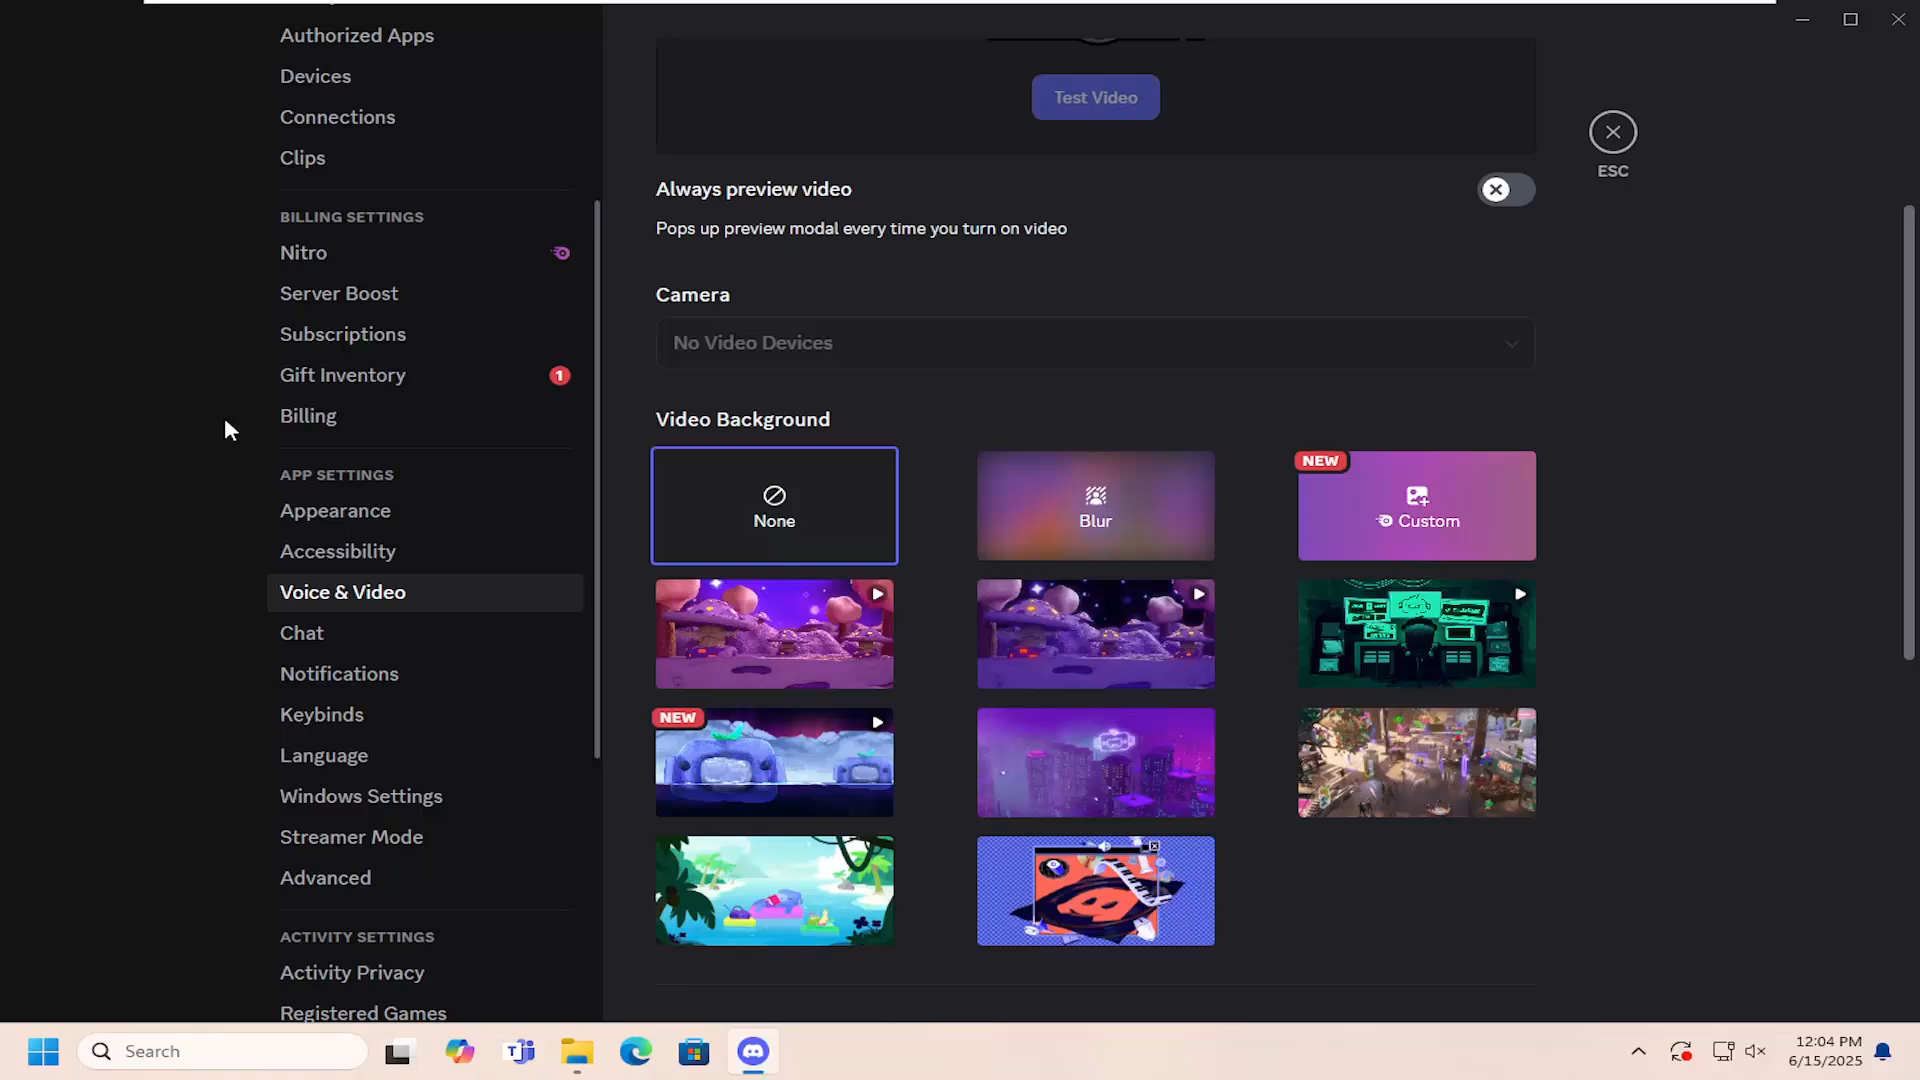 Authorized Apps
Devices
Connections
Clips
BILLING SETTINGS
Nitro
Server Boost
Subscriptions
Gift Inventory
1
Billing
APP SETTINGS
Appearance
Accessibility
Voice & Video
Chat
Notifications
Keybinds
Language
Windows Settings
Streamer Mode
Advanced
ACTIVITY SETTINGS
Activity Privacy
Registered Games
Test Video
ESC
Always preview video
Pops up preview modal every time you turn on video
Camera
No Video Devices
Video Background
None
Blur
NEW
Custom
NEW
Search
12:04 PM
6/15/2025